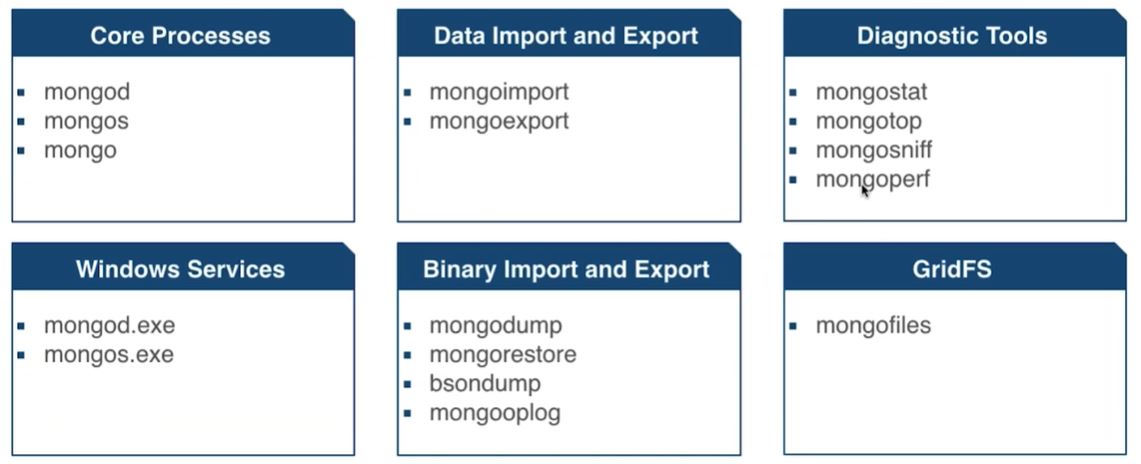 Core Processes
mongod
mongos
mongo
Data Import and Export
mongoimport
mongoexport
Diagnostic Tools
mongostat
mongotop
mongosniff
mongoperf
Windows Services
mongod.exe
mongos.exe
Binary Import and Export
mongodump
mongorestore
bsondump
mongooplog
GridFS
mongofiles